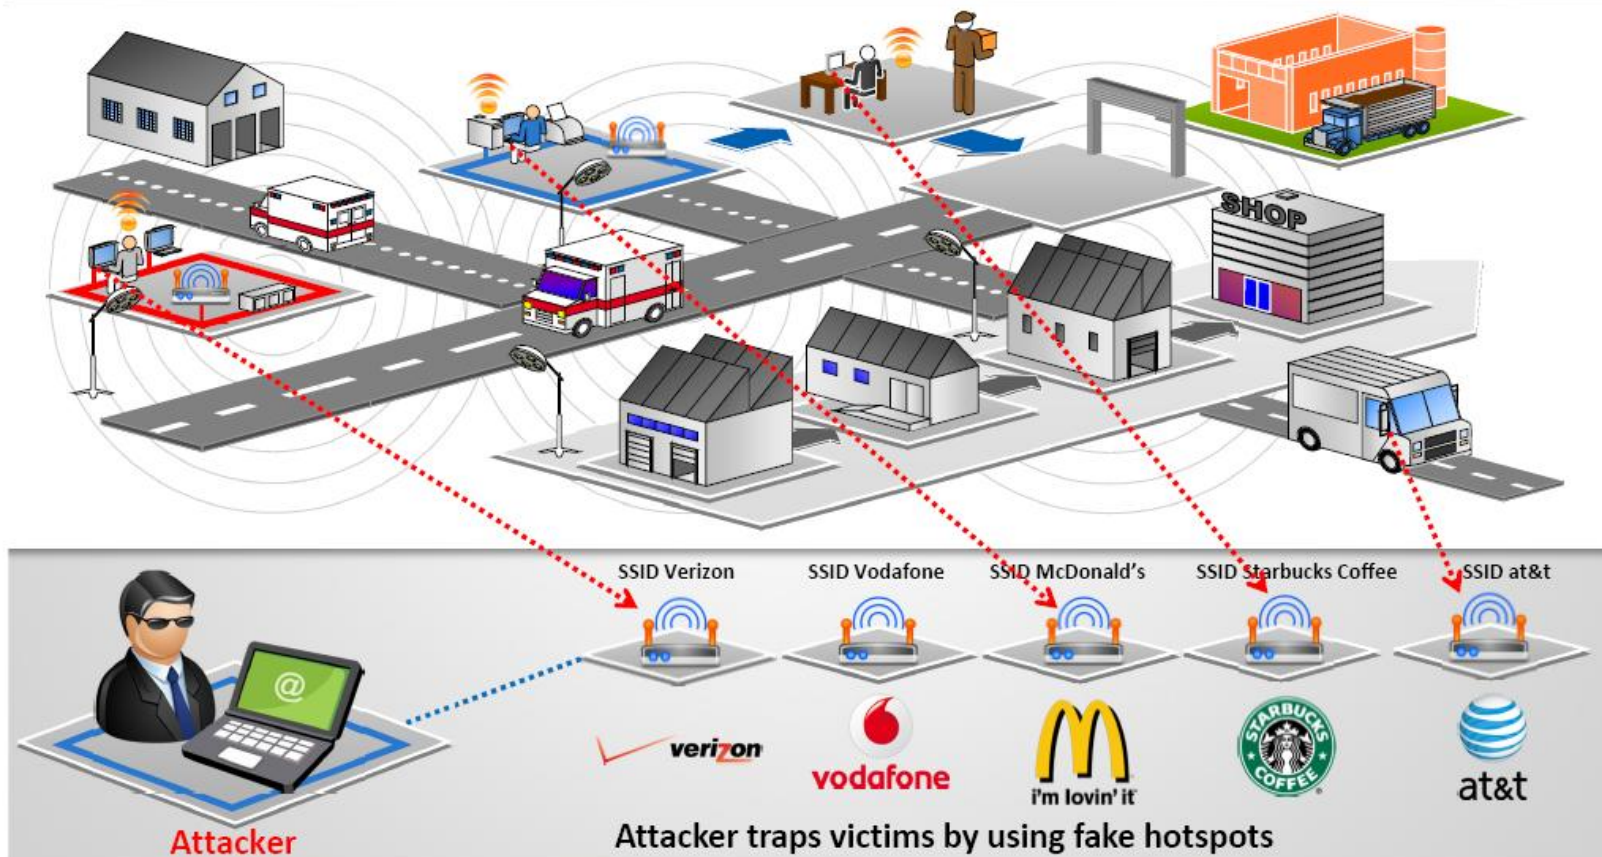 SHOP
SSID Verizon
SSID Vodafone
SSID McDonald's
SSID Starbucks Coffee
SSID at&t
@
verizon
vodafone
i'm lovin' it
STARBUCKS
COFFEE
at&t
Attacker
Attacker traps victims by using fake hotspots